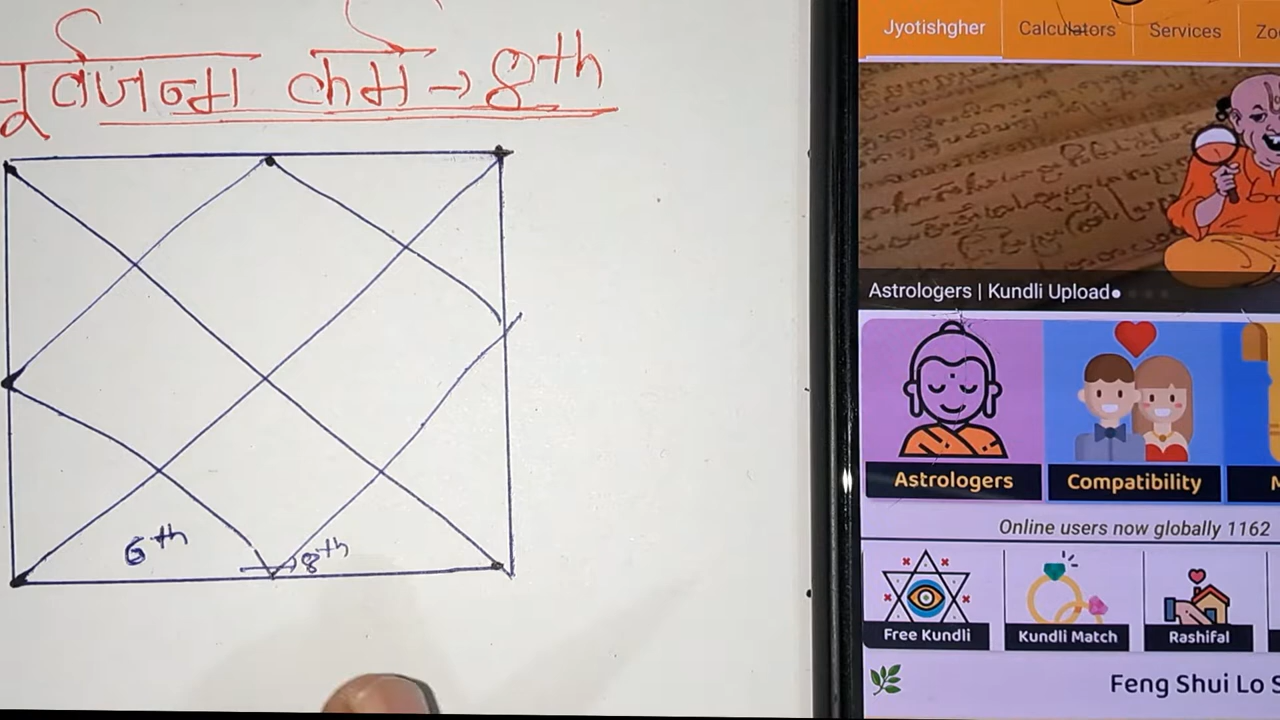 पूर्वजन्म कर्म → 8th
6th
8th
Jyotishgher
Calculators
Services
Astrologers | Kundli Upload
Astrologers
Compatibility
Online users now globally 1162
Free Kundli
Kundli Match
Rashifal
Feng Shui Lo S